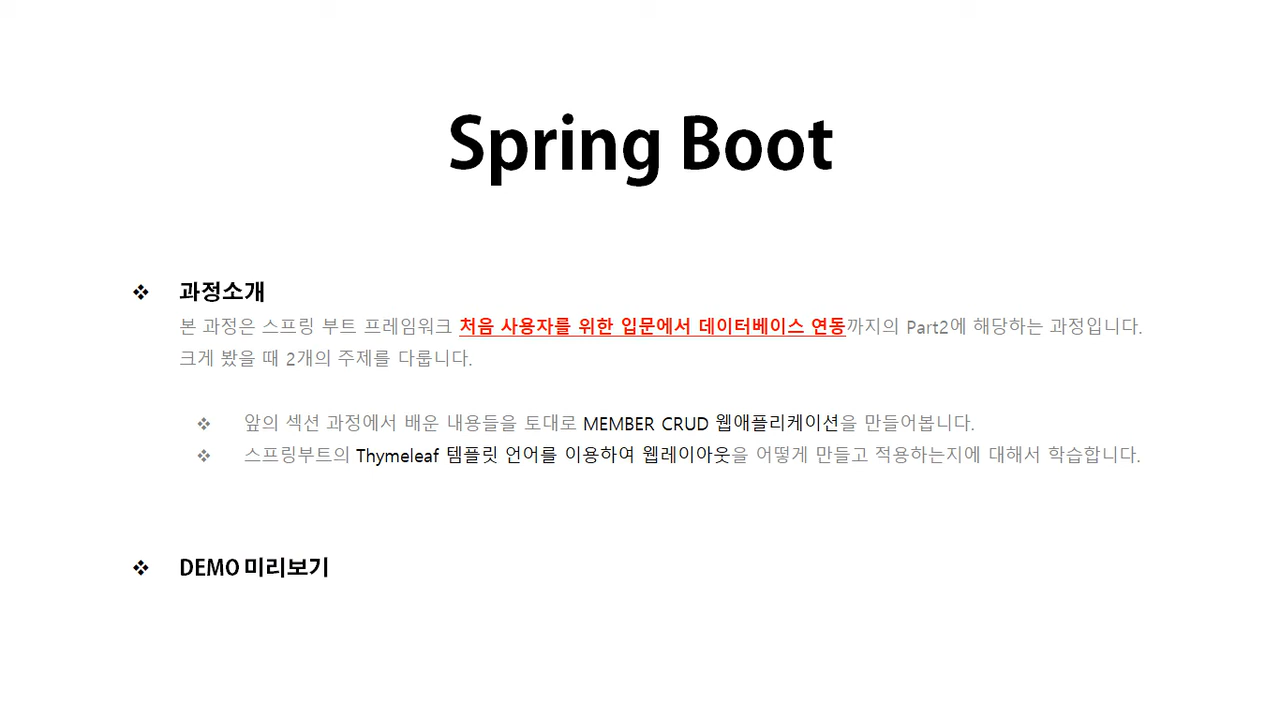 Spring Boot
❖ 과정소개
본 과정은 스프링 부트 프레임워크 처음 사용자를 위한 입문에서 데이터베이스 연동까지의 Part2에 해당하는 과정입니다.
크게 봤을 때 2개의 주제를 다룹니다.
❖ 앞의 섹션 과정에서 배운 내용들을 토대로 MEMBER CRUD 웹애플리케이션을 만들어봅니다.
❖ 스프링부트의 Thymeleaf 템플릿 언어를 이용하여 웹레이아웃을 어떻게 만들고 적용하는지에 대해서 학습합니다.
❖ DEMO 미리보기